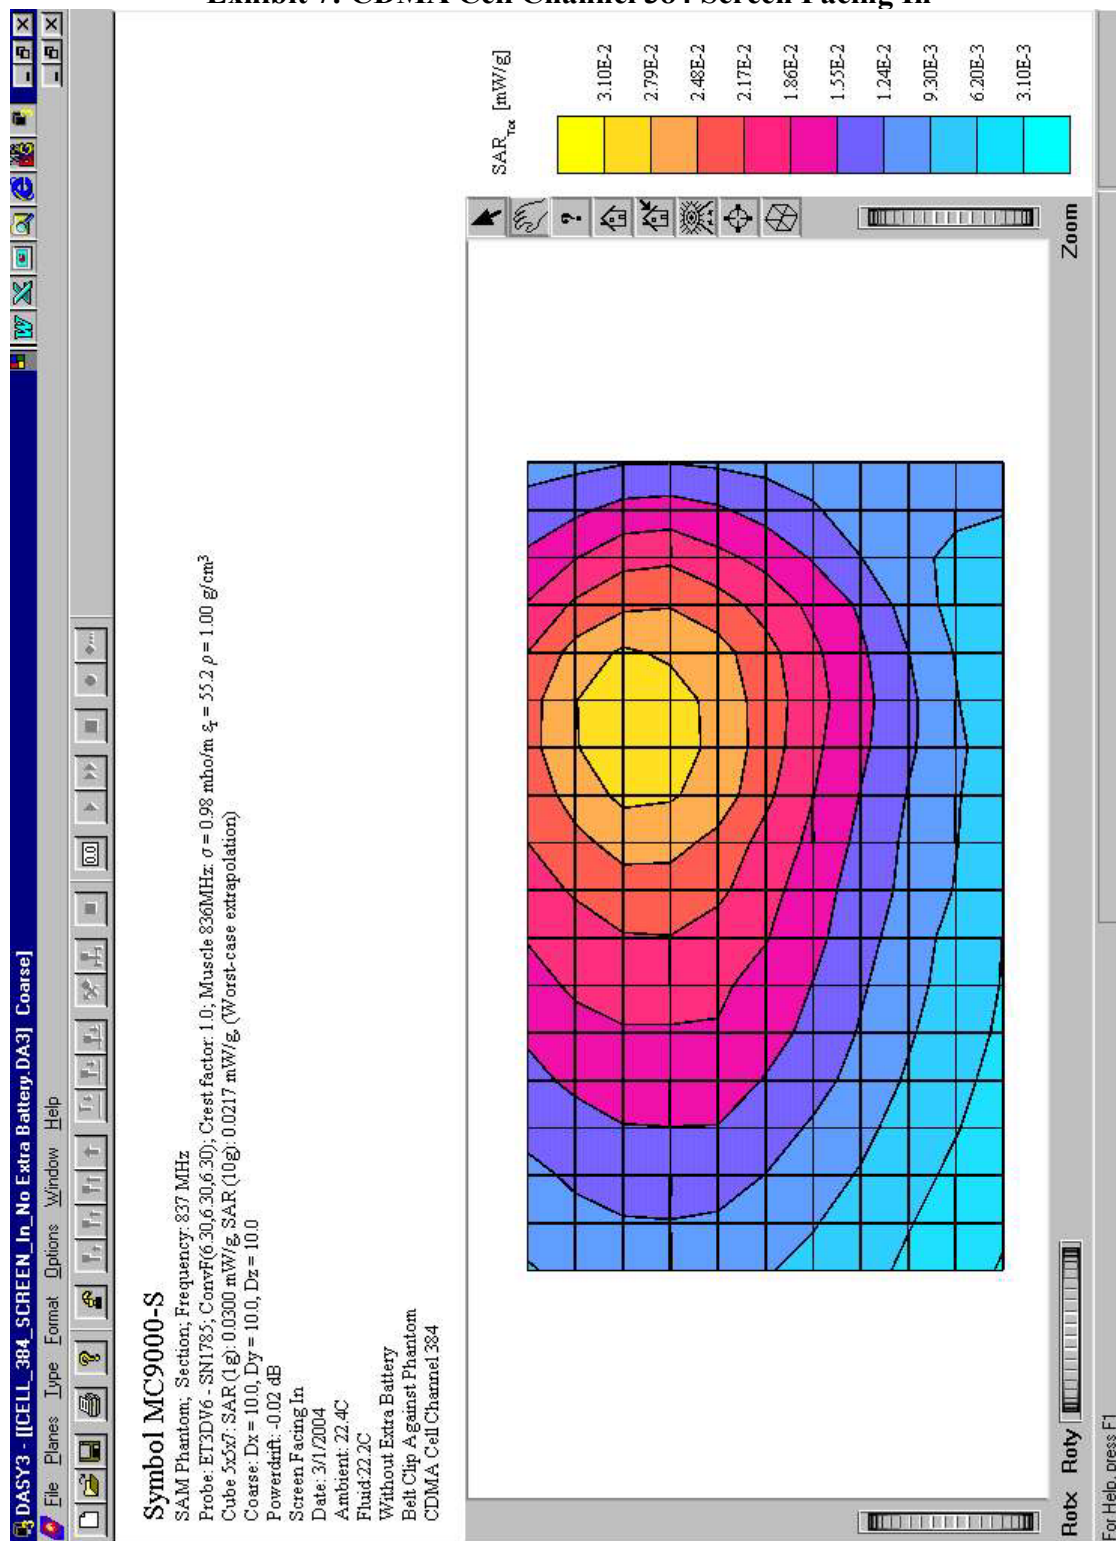 Exhibit 7: CDMA Cell Channel 384 Screen Facing In
DASY3 - [[CELL_384_SCREEN_In_No Extra Battery.DA3] Coarse]
File Planes Type Format Options Window Help
0.0
Symbol MC9000-S
SAM Phantom; Section; Frequency: 837 MHz
Probe: ET3DV6 - SN1785; ConvF(6.30,6.30,6.30); Crest factor: 1.0; Muscle 836MHz: σ = 0.98 mho/m εr = 55.2 ρ = 1.00 g/cm³
Cube 5x5x7: SAR (1g): 0.0300 mW/g, SAR (10g): 0.0217 mW/g, (Worst-case extrapolation)
Coarse: Dx = 10.0, Dy = 10.0, Dz = 10.0
Powerdrift: -0.02 dB
Screen Facing In
Date: 3/1/2004
Ambient: 22.4C
Fluid:22.2C
Without Extra Battery
Belt Clip Against Phantom
CDMA Cell Channel 384
SARTot [mW/g]
3.10E-2
2.79E-2
2.48E-2
2.17E-2
1.86E-2
1.55E-2
1.24E-2
9.30E-3
6.20E-3
3.10E-3
Rotx Roty Zoom
For Help, press F1